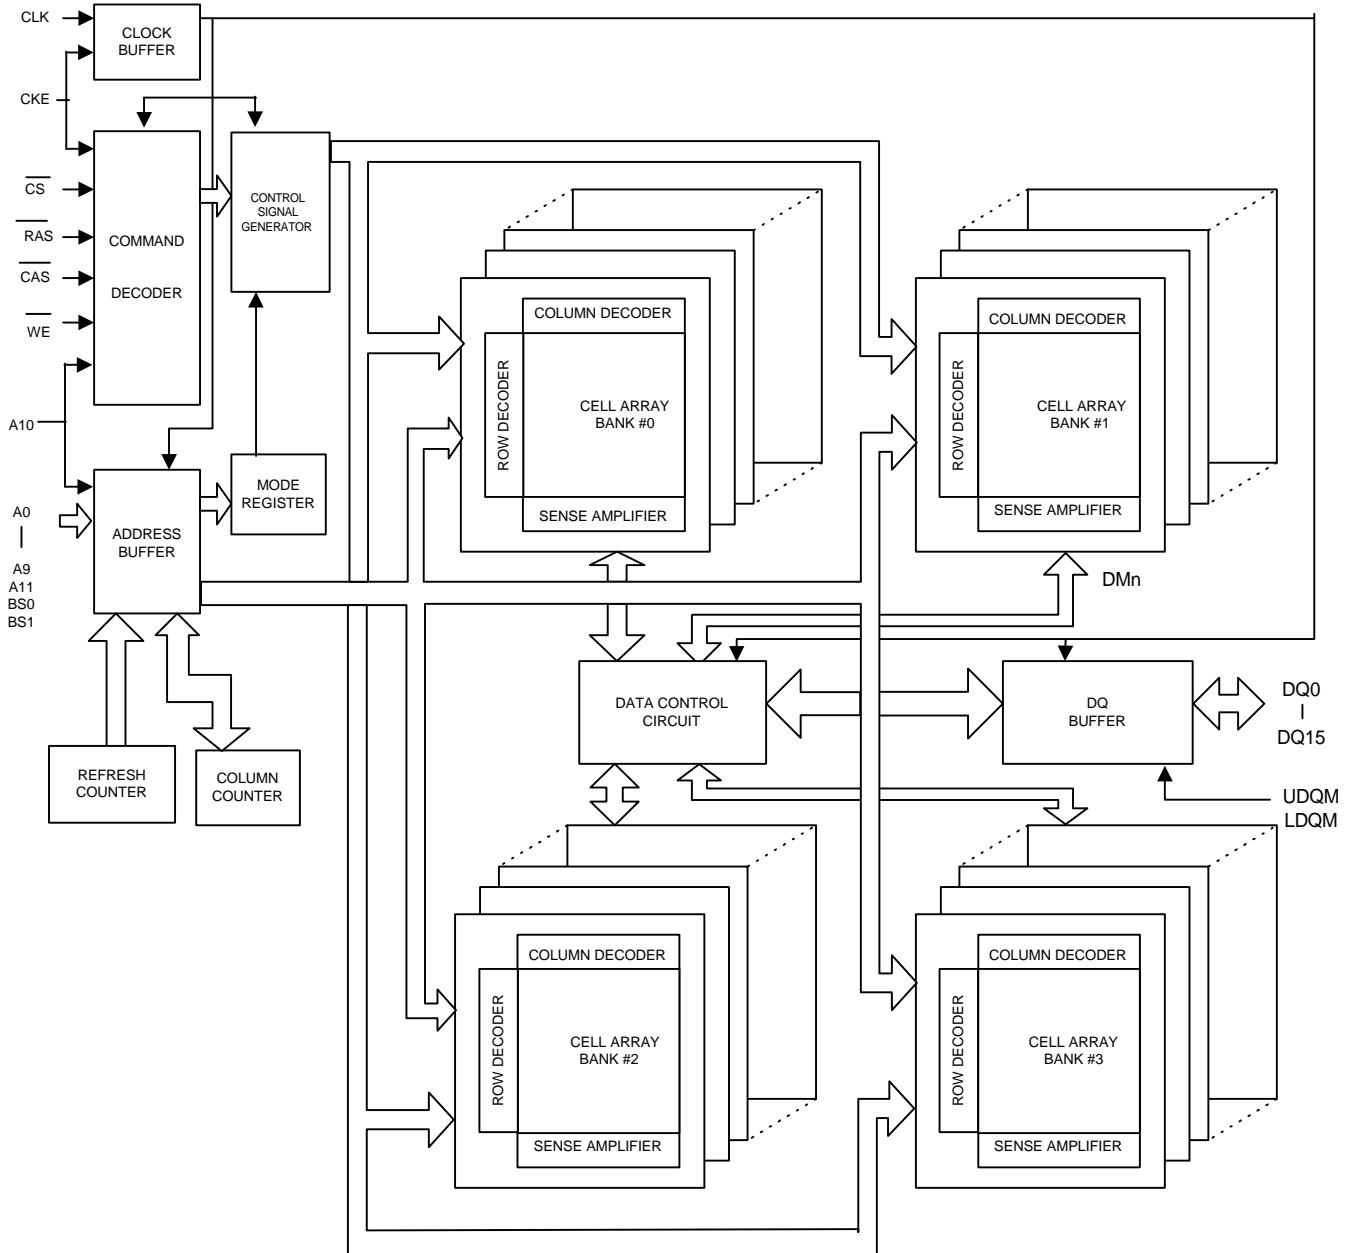 CLK
CLOCK
BUFFER
CKE
CS
RAS
CAS
WE
COMMAND
DECODER
CONTROL
SIGNAL
GENERATOR
A10
A0
A9
A11
BS0
BS1
ADDRESS
BUFFER
MODE
REGISTER
REFRESH
COUNTER
COLUMN
COUNTER
COLUMN DECODER
ROW DECODER
CELL ARRAY
BANK #0
SENSE AMPLIFIER
COLUMN DECODER
ROW DECODER
CELL ARRAY
BANK #1
SENSE AMPLIFIER
DMn
DATA CONTROL
CIRCUIT
DQ
BUFFER
DQ0
DQ15
UDQM
LDQM
COLUMN DECODER
ROW DECODER
CELL ARRAY
BANK #2
SENSE AMPLIFIER
COLUMN DECODER
ROW DECODER
CELL ARRAY
BANK #3
SENSE AMPLIFIER